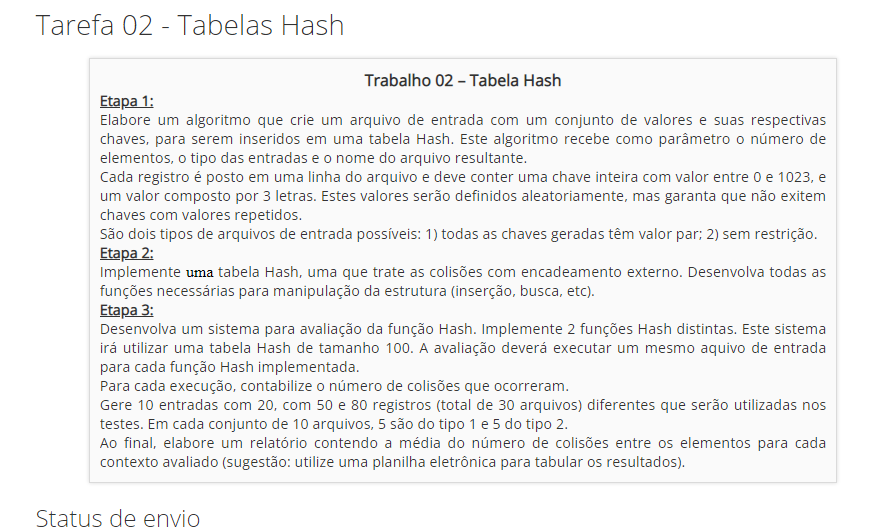 Tarefa 02 - Tabelas Hash
Trabalho 02 – Tabela Hash
Etapa 1:
Elabore um algoritmo que crie um arquivo de entrada com um conjunto de valores e suas respectivas
chaves, para serem inseridos em uma tabela Hash. Este algoritmo recebe como parâmetro o número de
elementos, o tipo das entradas e o nome do arquivo resultante.
Cada registro é posto em uma linha do arquivo e deve conter uma chave inteira com valor entre 0 e 1023, e
um valor composto por 3 letras. Estes valores serão definidos aleatoriamente, mas garanta que não exitem
chaves com valores repetidos.
São dois tipos de arquivos de entrada possíveis: 1) todas as chaves geradas têm valor par; 2) sem restrição.
Etapa 2:
Implemente uma tabela Hash, uma que trate as colisões com encadeamento externo. Desenvolva todas as
funções necessárias para manipulação da estrutura (inserção, busca, etc).
Etapa 3:
Desenvolva um sistema para avaliação da função Hash. Implemente 2 funções Hash distintas. Este sistema
irá utilizar uma tabela Hash de tamanho 100. A avaliação deverá executar um mesmo aquivo de entrada
para cada função Hash implementada.
Para cada execução, contabilize o número de colisões que ocorreram.
Gere 10 entradas com 20, com 50 e 80 registros (total de 30 arquivos) diferentes que serão utilizadas nos
testes. Em cada conjunto de 10 arquivos, 5 são do tipo 1 e 5 do tipo 2.
Ao final, elabore um relatório contendo a média do número de colisões entre os elementos para cada
contexto avaliado (sugestão: utilize uma planilha eletrônica para tabular os resultados).
Status de envio